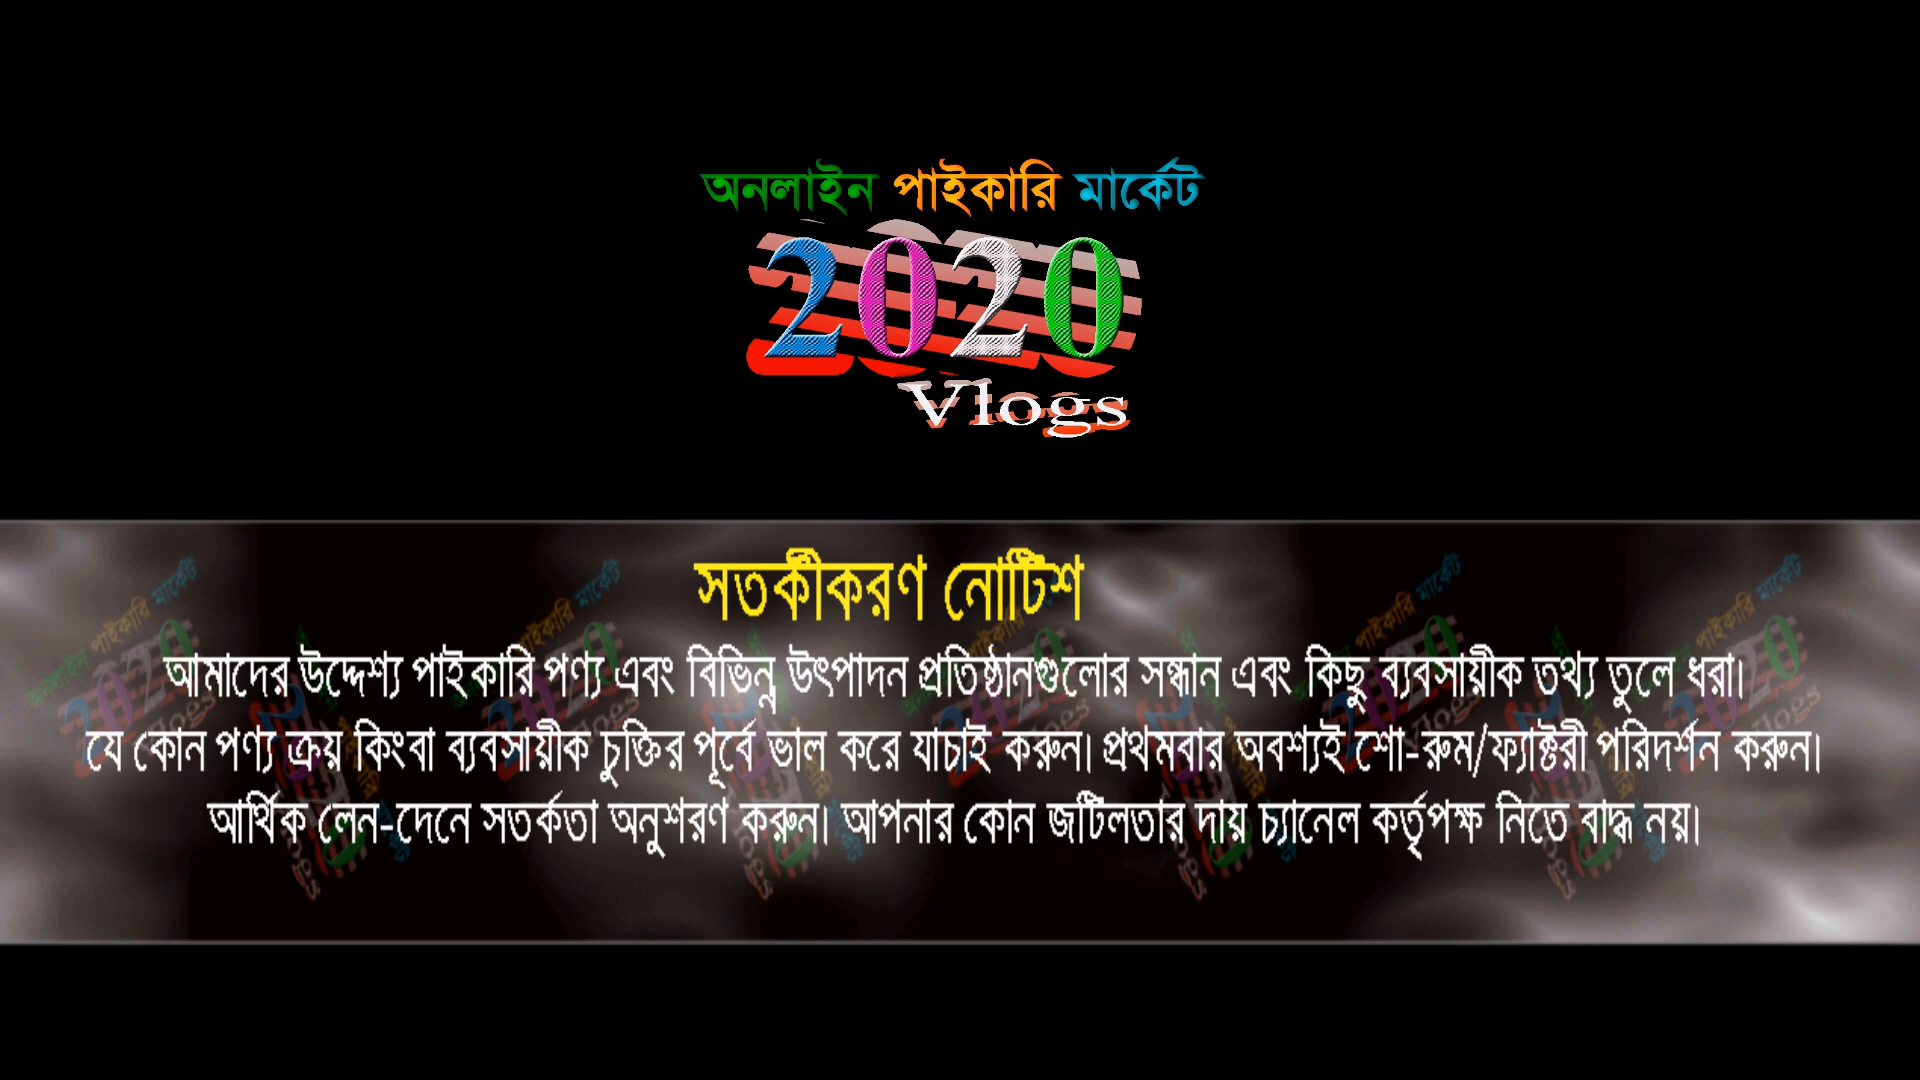 অনলাইন পাইকারি মার্কেট
2020
Vlogs
সতর্কীকরণ নোটিশ
আমাদের উদ্দেশ্য পাইকারি পণ্য এবং বিভিন্ন উৎপাদন প্রতিষ্ঠানগুলোর সন্ধান এবং কিছু ব্যবসায়ীক তথ্য তুলে ধরা।
যে কোন পণ্য ক্রয় কিংবা ব্যবসায়ীক চুক্তির পূর্বে ভাল করে যাচাই করুন। প্রথমবার অবশ্যই শো-রুম/ফ্যাক্টরী পরিদর্শন করুন।
আর্থিক লেন-দেনে সতর্কতা অনুশরণ করুন। আপনার কোন জটিলতার দায় চ্যানেল কর্তৃপক্ষ নিতে বাদ্ধ নয়।